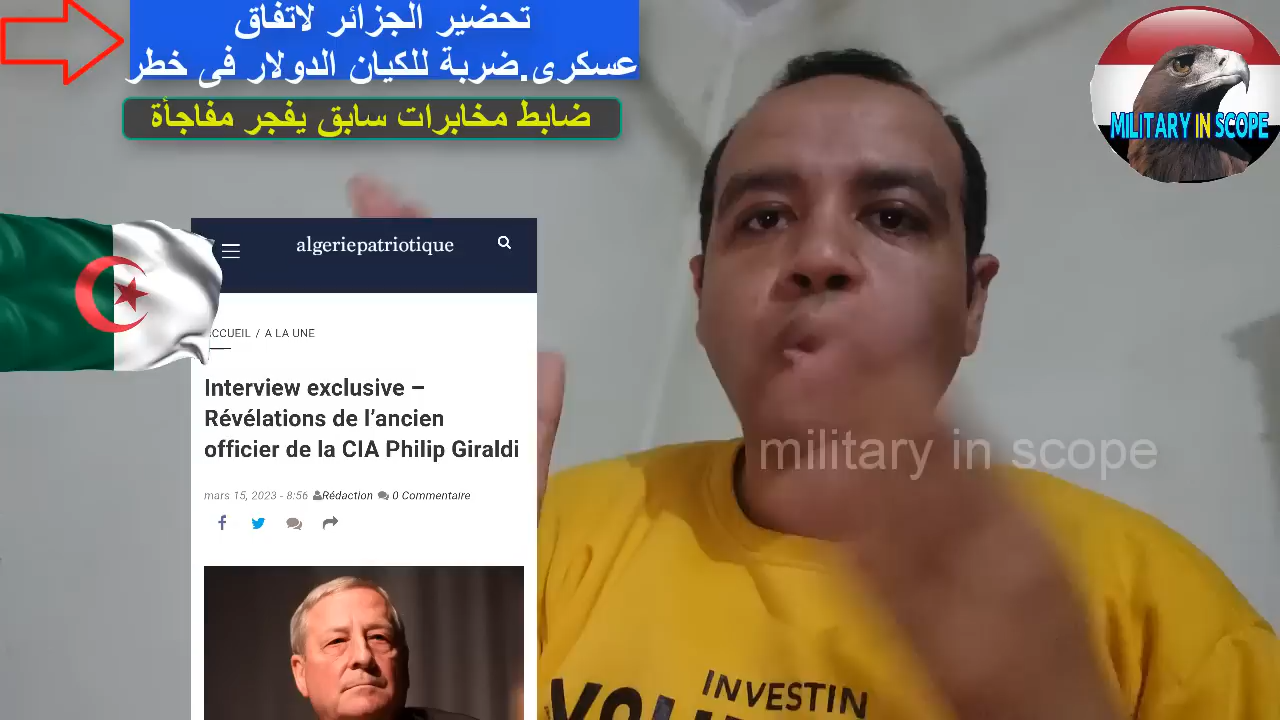 تحضير الجزائر لاتفاق
عسكرى.ضربة للكيان الدولار فى خطر
ضابط مخابرات سابق يفجر مفاجأة
MILITARY IN SCOPE
algeriepatriotique
CCUEIL / A LA UNE
Interview exclusive –
Révélations de l'ancien
officier de la CIA Philip Giraldi
mars 15, 2023 - 8:56 Rédaction 0 Commentaire
military in scope
INVESTIN